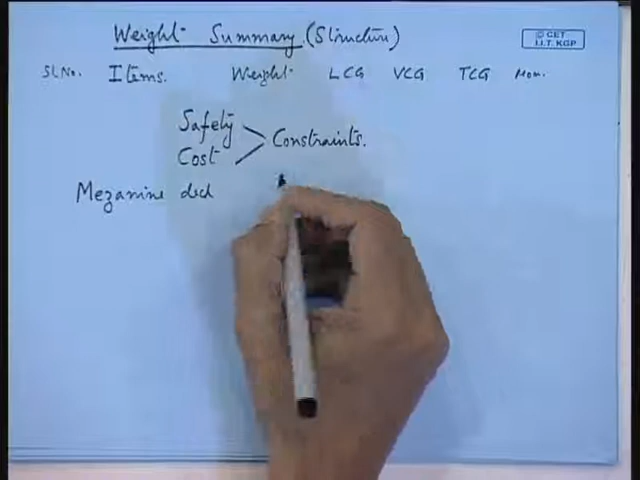 Weight Summary (Structure)
© CET
I.I.T. KGP
Sl.No. Items. Weight LCG VCG TCG Mom.
Safety
Cost
Constraints.
Mezanine deck